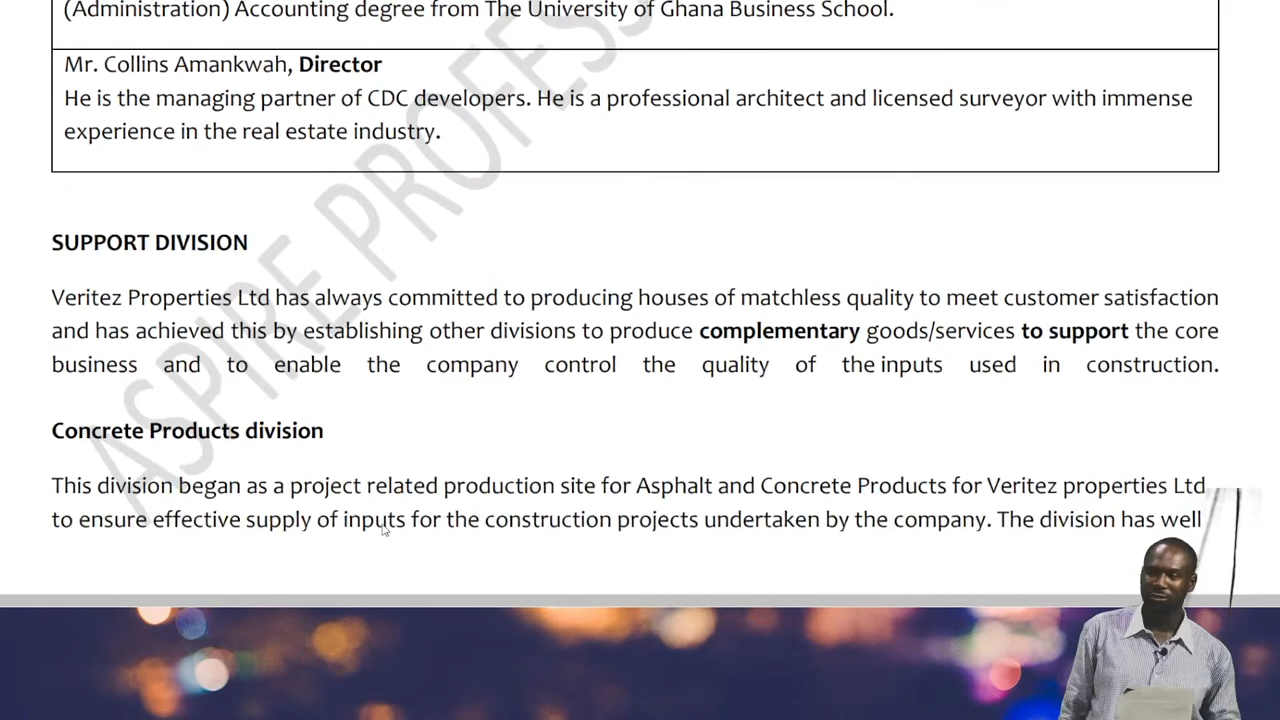 (Administration) Accounting degree from The University of Ghana Business School.
Mr. Collins Amankwah, Director
He is the managing partner of CDC developers. He is a professional architect and licensed surveyor with immense
experience in the real estate industry.
SUPPORT DIVISION
Veritez Properties Ltd has always committed to producing houses of matchless quality to meet customer satisfaction
and has achieved this by establishing other divisions to produce complementary goods/services to support the core
business and to enable the company control the quality of the inputs used in construction.
Concrete Products division
This division began as a project related production site for Asphalt and Concrete Products for Veritez properties Ltd
to ensure effective supply of inputs for the construction projects undertaken by the company. The division has well
ASPIRE PROFESS